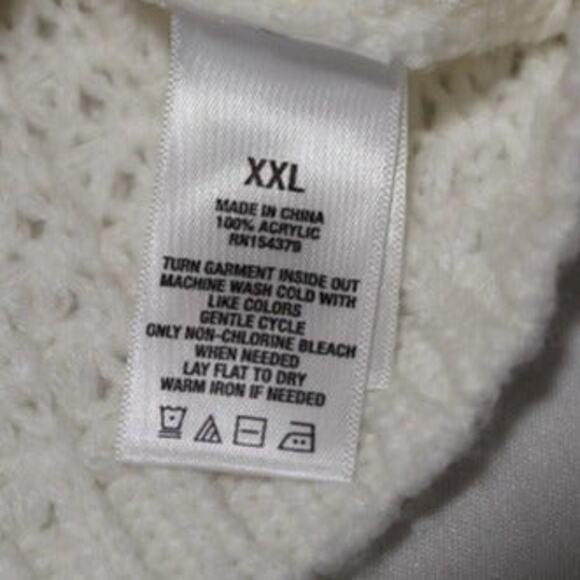 XXL
MADE IN CHINA
100% ACRYLIC
RN154379
TURN GARMENT INSIDE OUT
MACHINE WASH COLD WITH
LIKE COLORS
GENTLE CYCLE
ONLY NON-CHLORINE BLEACH
WHEN NEEDED
LAY FLAT TO DRY
WARM IRON IF NEEDED